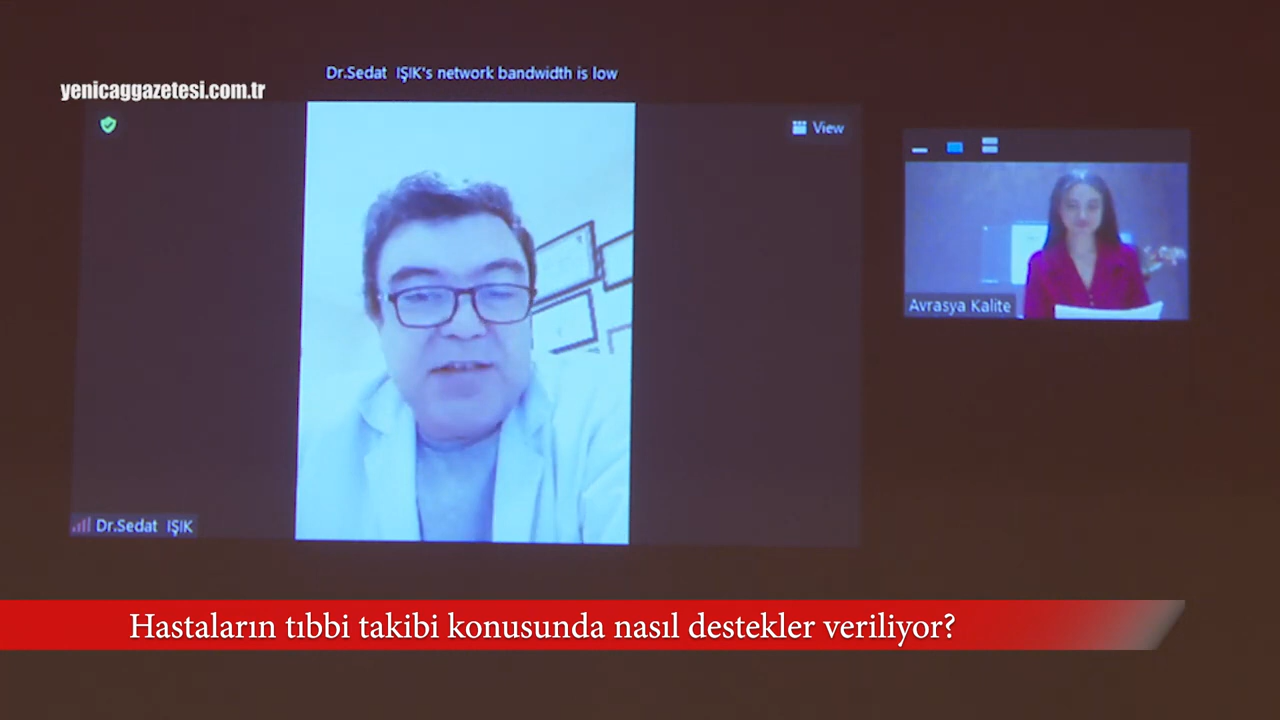 Dr.Sedat IŞIK's network bandwidth is low
yenicaggazetesi.com.tr
View
Avrasya Kalite
Dr.Sedat IŞIK
Hastaların tıbbi takibi konusunda nasıl destekler veriliyor?